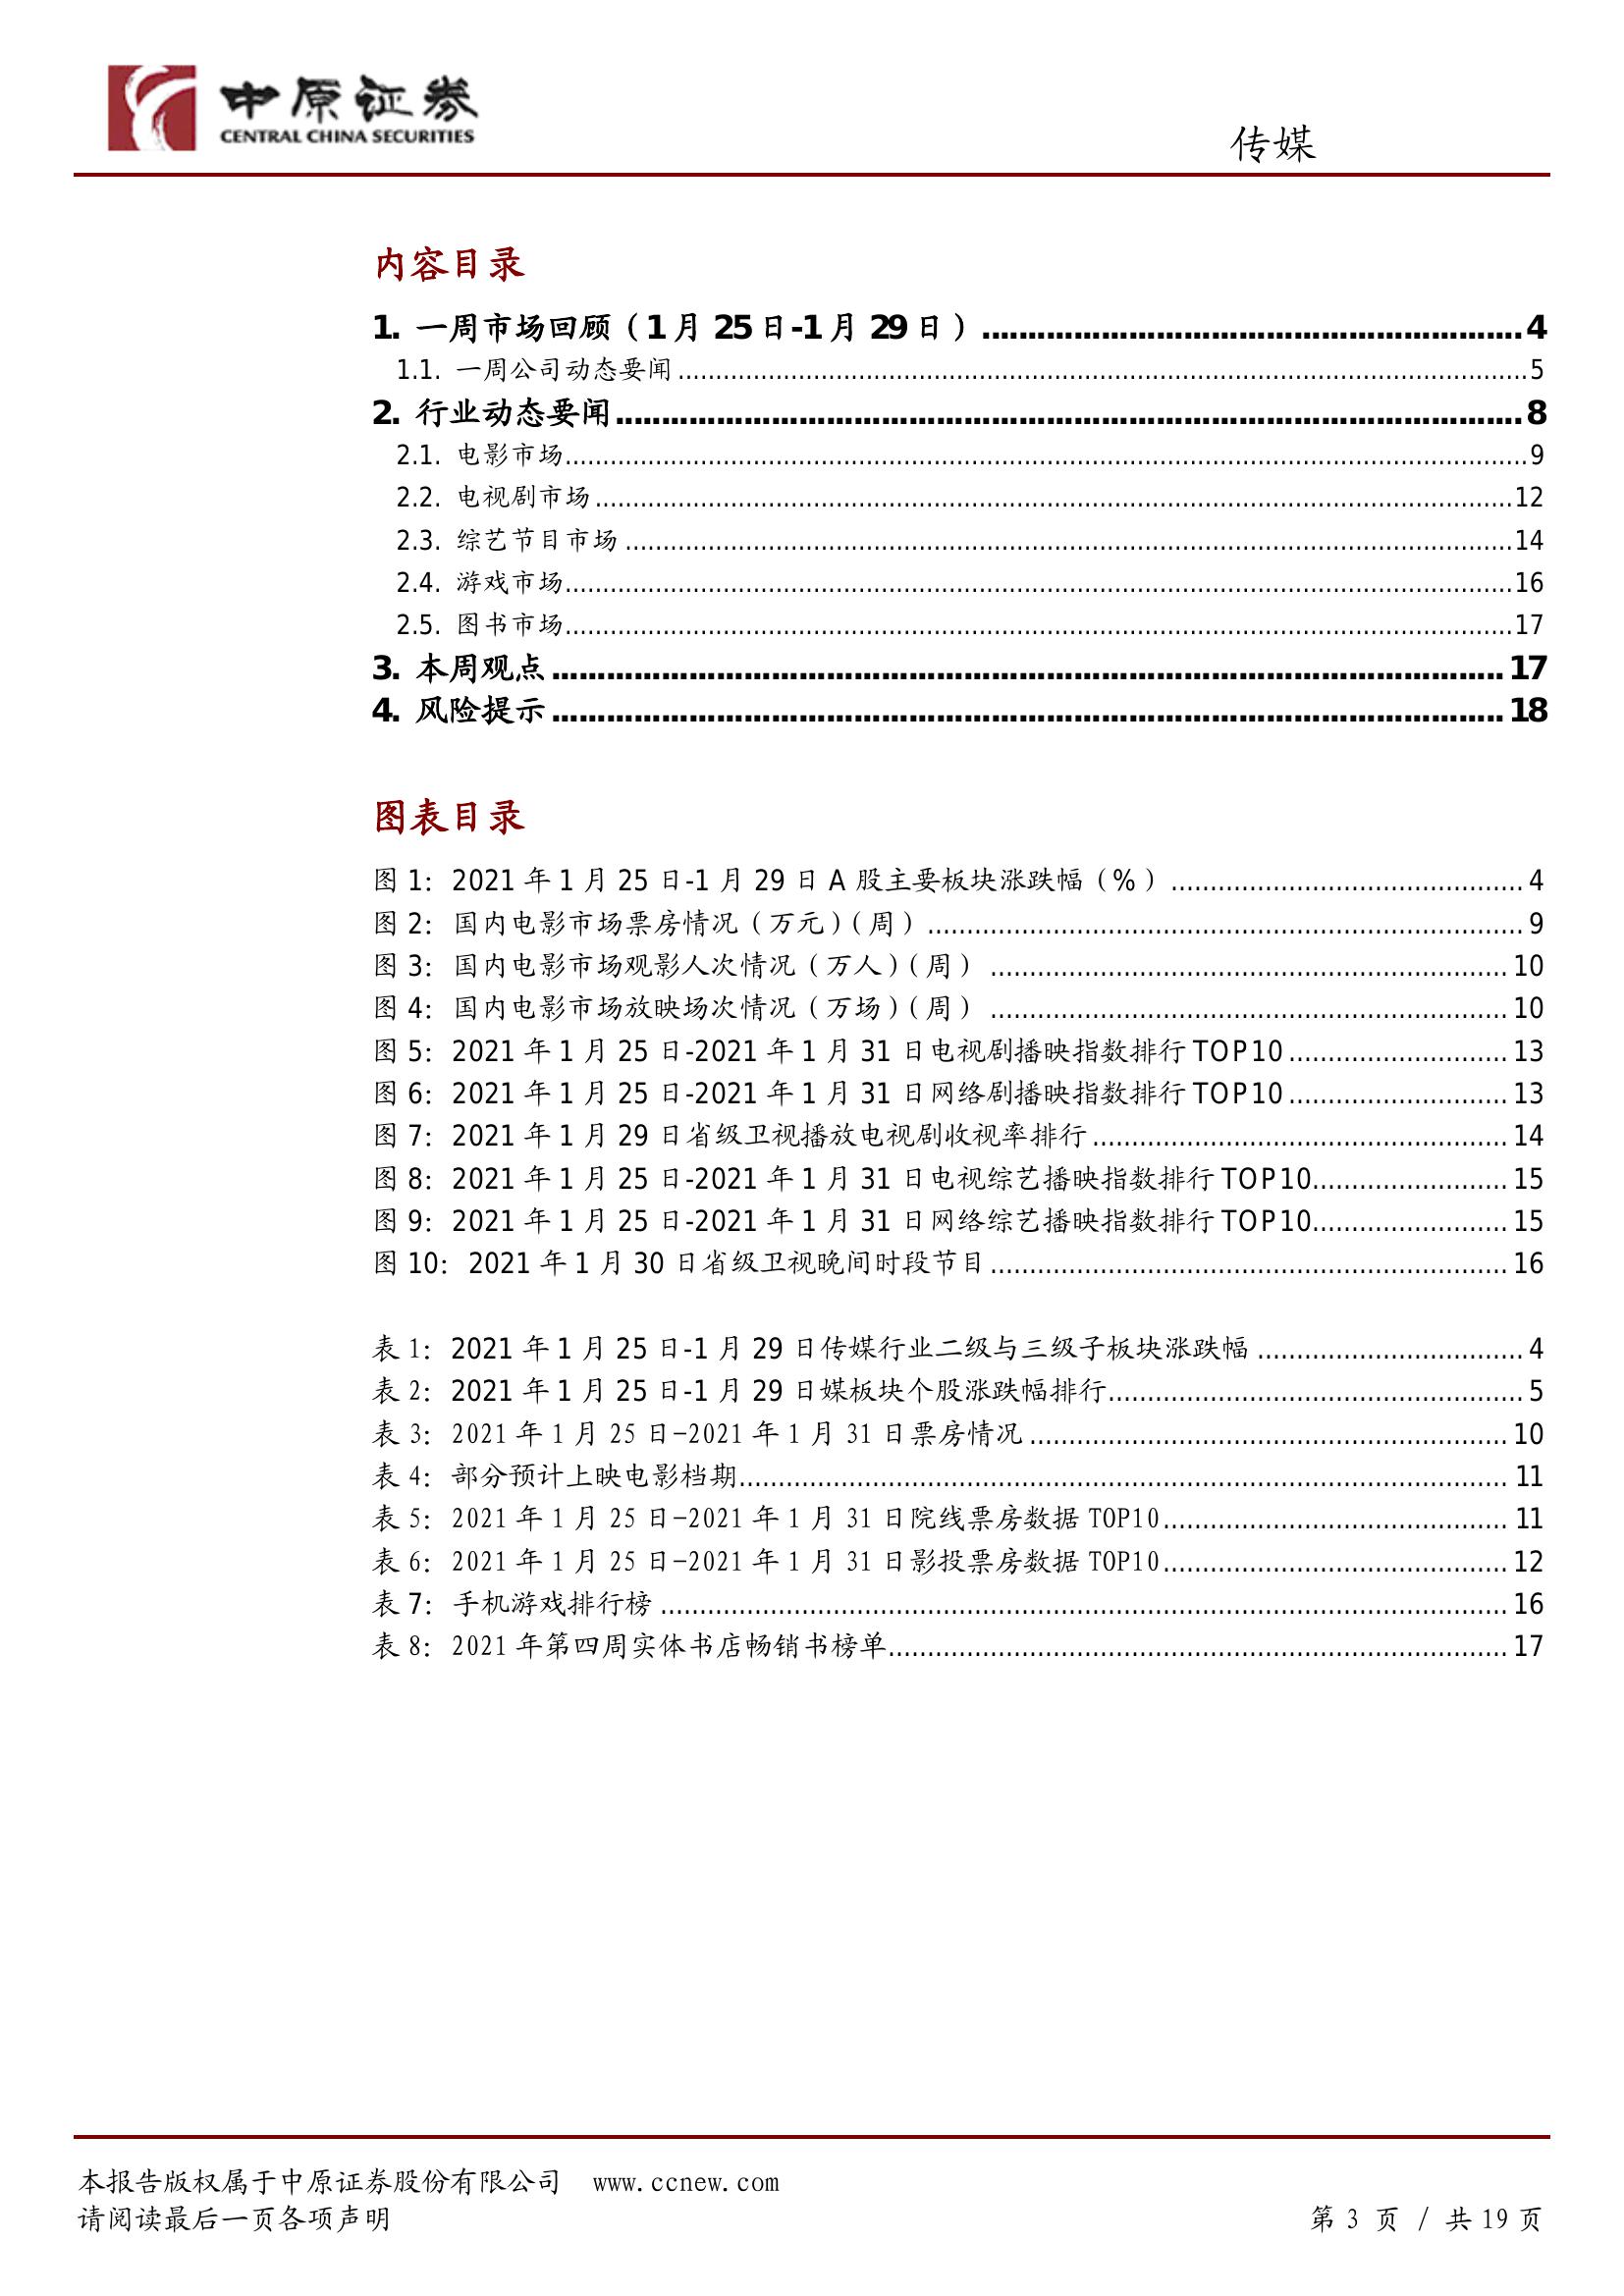 中原证券
CENTRAL CHINA SECURITIES
传媒
内容目录
1. 一周市场回顾（1 月 25 日-1 月 29 日）........................................................... 4
1.1. 一周公司动态要闻 ................................................................................ 5
2. 行业动态要闻 ................................................................................ 8
2.1. 电影市场................................................................................ 9
2.2. 电视剧市场 ................................................................................ 12
2.3. 综艺节目市场 ................................................................................ 14
2.4. 游戏市场................................................................................ 16
2.5. 图书市场................................................................................ 17
3. 本周观点 ................................................................................ 17
4. 风险提示 ................................................................................ 18
图表目录
图 1：2021 年 1 月 25 日-1 月 29 日 A 股主要板块涨跌幅（%） ............................................. 4
图 2：国内电影市场票房情况（万元）（周） ............................................................ 9
图 3：国内电影市场观影人次情况（万人）（周） ........................................................ 10
图 4：国内电影市场放映场次情况（万场）（周） ........................................................ 10
图 5：2021 年 1 月 25 日-2021 年 1 月 31 日电视剧播映指数排行 TOP10 ............................ 13
图 6：2021 年 1 月 25 日-2021 年 1 月 31 日网络剧播映指数排行 TOP10 ............................ 13
图 7：2021 年 1 月 29 日省级卫视播放电视剧收视率排行 ..................................................... 14
图 8：2021 年 1 月 25 日-2021 年 1 月 31 日电视综艺播映指数排行 TOP10......................... 15
图 9：2021 年 1 月 25 日-2021 年 1 月 31 日网络综艺播映指数排行 TOP10......................... 15
图 10：2021 年 1 月 30 日省级卫视晚间时段节目 .................................................................. 16
表 1：2021 年 1 月 25 日-1 月 29 日传媒行业二级与三级子板块涨跌幅 .................................. 4
表 2：2021 年 1 月 25 日-1 月 29 日媒板块个股涨跌幅排行..................................................... 5
表 3：2021 年 1 月 25 日-2021 年 1 月 31 日票房情况 ............................................................. 10
表 4：部分预计上映电影档期................................................................................ 11
表 5：2021 年 1 月 25 日-2021 年 1 月 31 日院线票房数据 TOP10............................................ 11
表 6：2021 年 1 月 25 日-2021 年 1 月 31 日影投票房数据 TOP10............................................ 12
表 7：手机游戏排行榜 ................................................................................ 16
表 8：2021 年第四周实体书店畅销书榜单............................................................................... 17
本报告版权属于中原证券股份有限公司 www.ccnew.com
请阅读最后一页各项声明 第 3 页 / 共 19 页